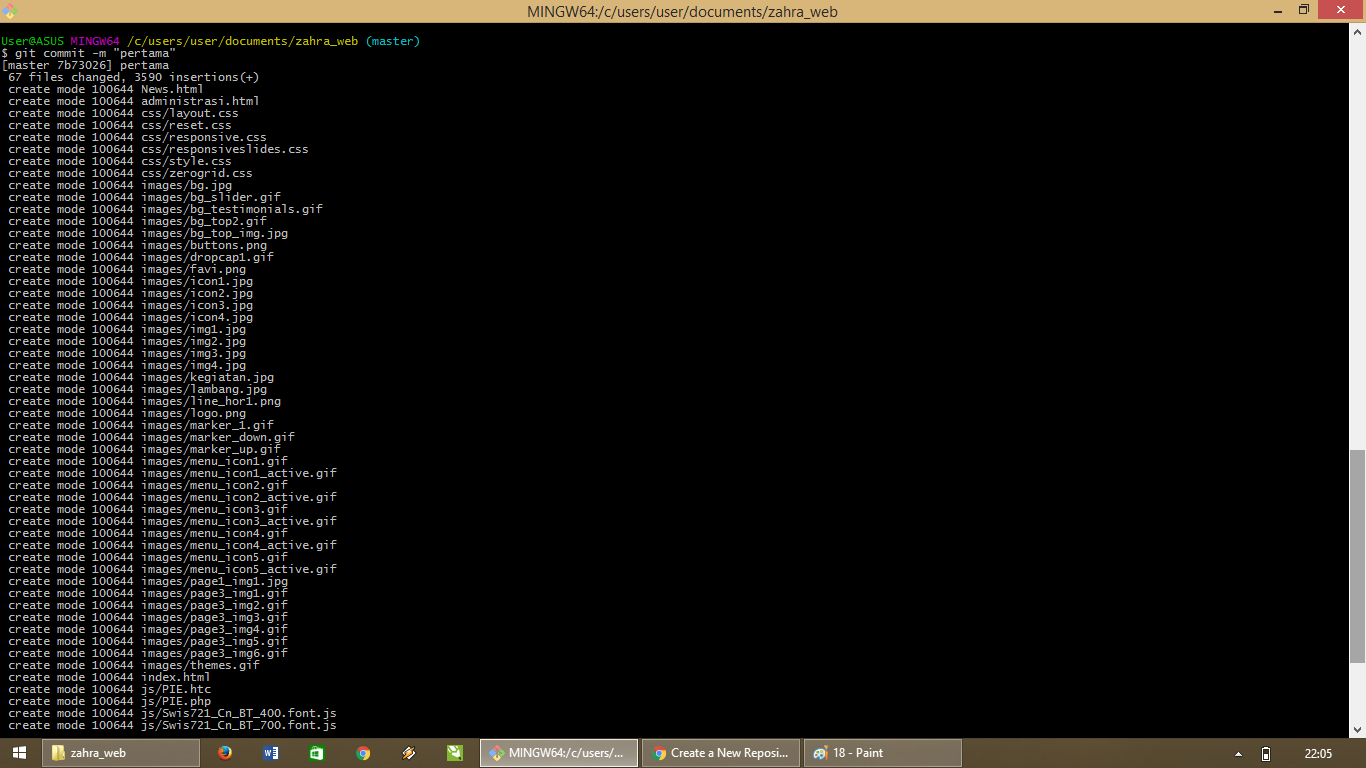 MINGW64:/c/users/user/documents/zahra_web
User@ASUS MINGW64 /c/users/user/documents/zahra_web (master)
$ git commit -m "pertama"
[master 7b73026] pertama
67 files changed, 3590 insertions(+)
create mode 100644 News.html
create mode 100644 administrasi.html
create mode 100644 css/layout.css
create mode 100644 css/reset.css
create mode 100644 css/responsive.css
create mode 100644 css/responsiveslides.css
create mode 100644 css/style.css
create mode 100644 css/zerogrid.css
create mode 100644 images/bg.jpg
create mode 100644 images/bg_slider.gif
create mode 100644 images/bg_testimonials.gif
create mode 100644 images/bg_top2.gif
create mode 100644 images/bg_top_img.jpg
create mode 100644 images/buttons.png
create mode 100644 images/dropcap1.gif
create mode 100644 images/favi.png
create mode 100644 images/icon1.jpg
create mode 100644 images/icon2.jpg
create mode 100644 images/icon3.jpg
create mode 100644 images/icon4.jpg
create mode 100644 images/img1.jpg
create mode 100644 images/img2.jpg
create mode 100644 images/img3.jpg
create mode 100644 images/img4.jpg
create mode 100644 images/kegiatan.jpg
create mode 100644 images/lambang.jpg
create mode 100644 images/line_hor1.png
create mode 100644 images/logo.png
create mode 100644 images/marker_1.gif
create mode 100644 images/marker_down.gif
create mode 100644 images/marker_up.gif
create mode 100644 images/menu_icon1.gif
create mode 100644 images/menu_icon1_active.gif
create mode 100644 images/menu_icon2.gif
create mode 100644 images/menu_icon2_active.gif
create mode 100644 images/menu_icon3.gif
create mode 100644 images/menu_icon3_active.gif
create mode 100644 images/menu_icon4.gif
create mode 100644 images/menu_icon4_active.gif
create mode 100644 images/menu_icon5.gif
create mode 100644 images/menu_icon5_active.gif
create mode 100644 images/page1_img1.jpg
create mode 100644 images/page3_img1.gif
create mode 100644 images/page3_img2.gif
create mode 100644 images/page3_img3.gif
create mode 100644 images/page3_img4.gif
create mode 100644 images/page3_img5.gif
create mode 100644 images/page3_img6.gif
create mode 100644 images/themes.gif
create mode 100644 index.html
create mode 100644 js/PIE.htc
create mode 100644 js/PIE.php
create mode 100644 js/Swis721_Cn_BT_400.font.js
create mode 100644 js/Swis721_Cn_BT_700.font.js
zahra_web
MINGW64:/c/users/...
Create a New Reposi...
18 - Paint
22:05